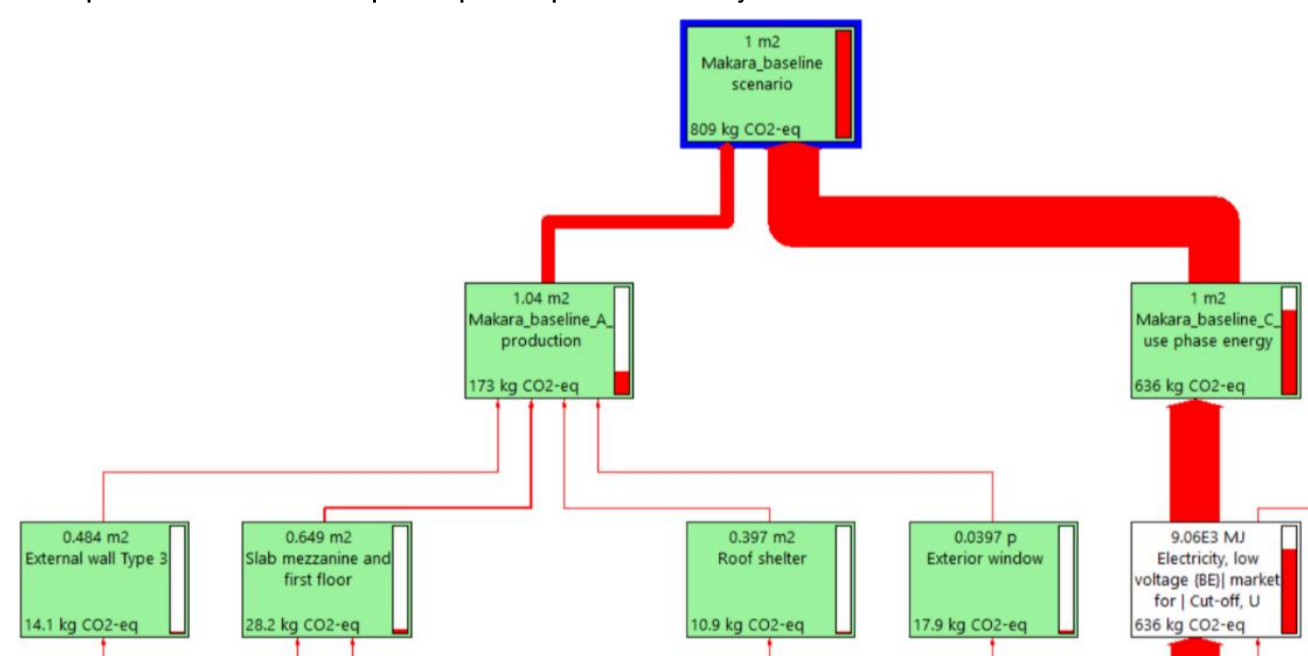 1 m2
Makara_baseline
scenario
809 kg CO2-eq
1.04 m2
Makara_baseline_A_
production
173 kg CO2-eq
1 m2
Makara_baseline_C_
use phase energy
636 kg CO2-eq
0.484 m2
External wall Type 3
14.1 kg CO2-eq
0.649 m2
Slab mezzanine and
first floor
28.2 kg CO2-eq
0.397 m2
Roof shelter
10.9 kg CO2-eq
0.0397 p
Exterior window
17.9 kg CO2-eq
9.06E3 MJ
Electricity, low
voltage {BE}| market
for | Cut-off, U
636 kg CO2-eq